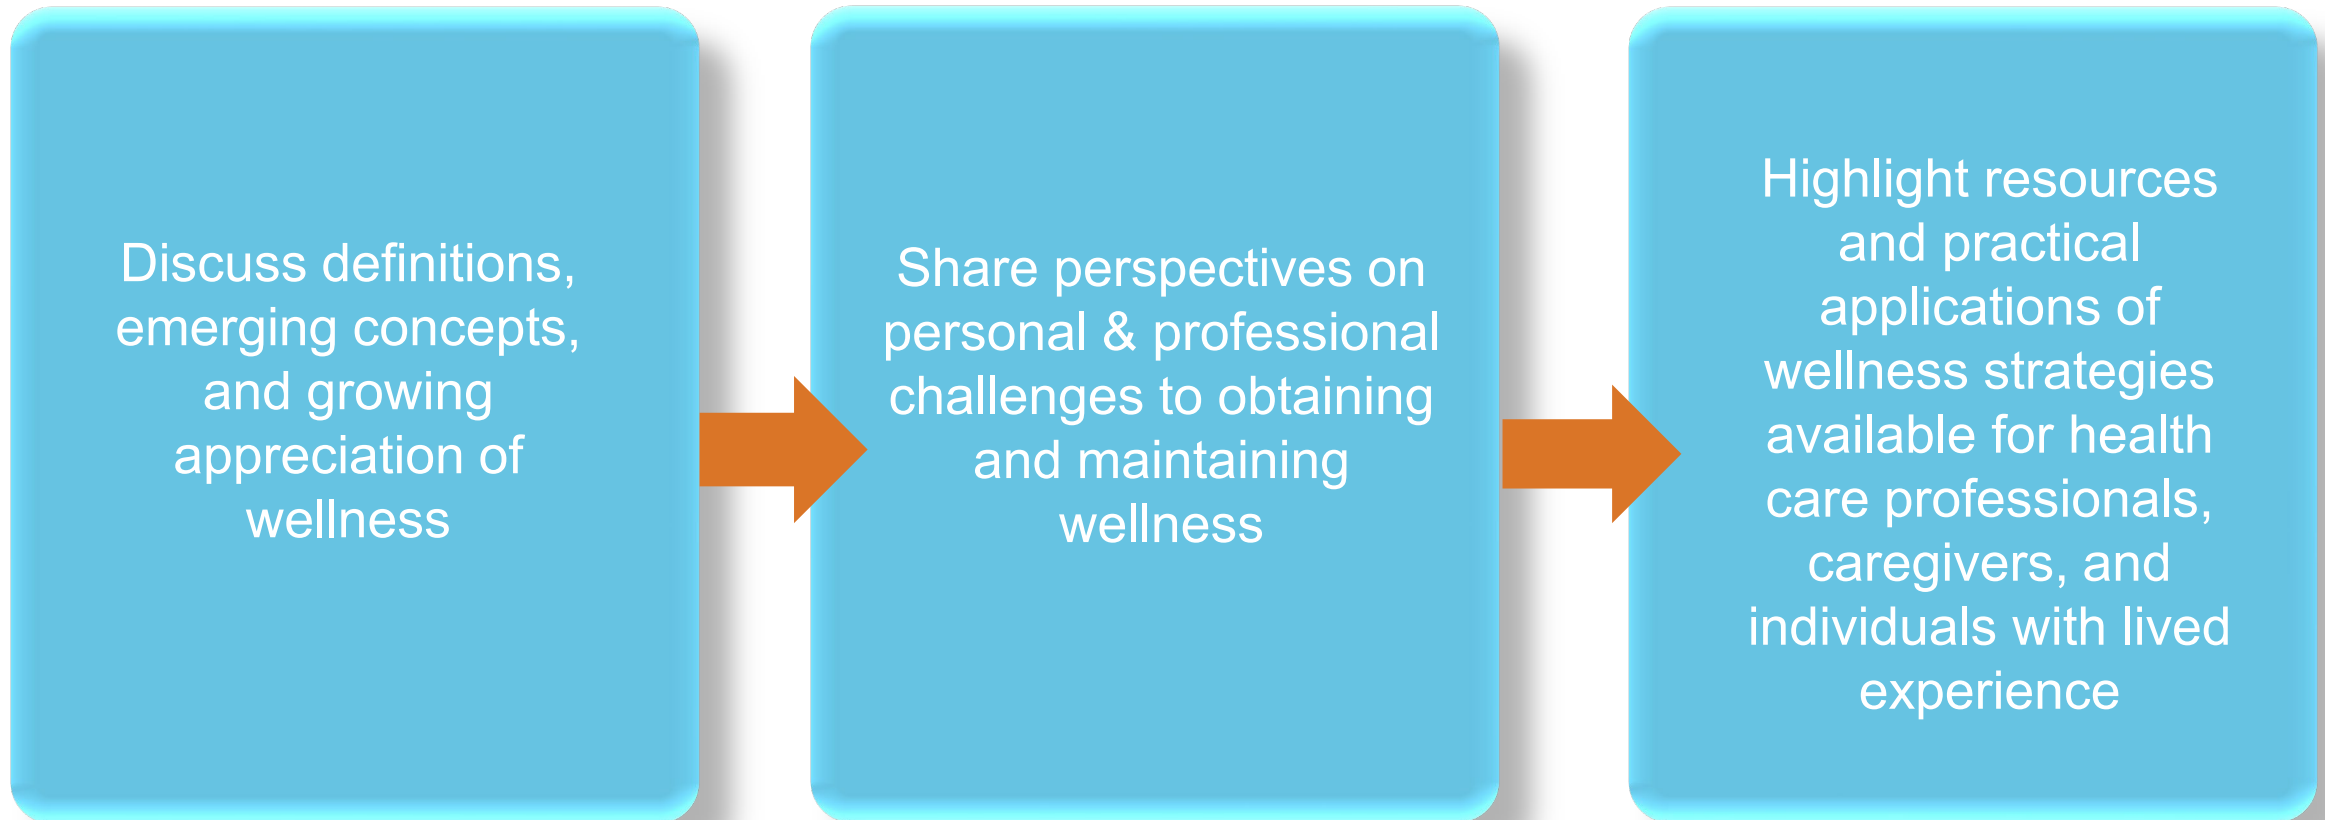 Discuss definitions,
emerging concepts,
and growing
appreciation of
wellness
Share perspectives on
personal & professional
challenges to obtaining
and maintaining
wellness
Highlight resources
and practical
applications of
wellness strategies
available for health
care professionals,
caregivers, and
individuals with lived
experience